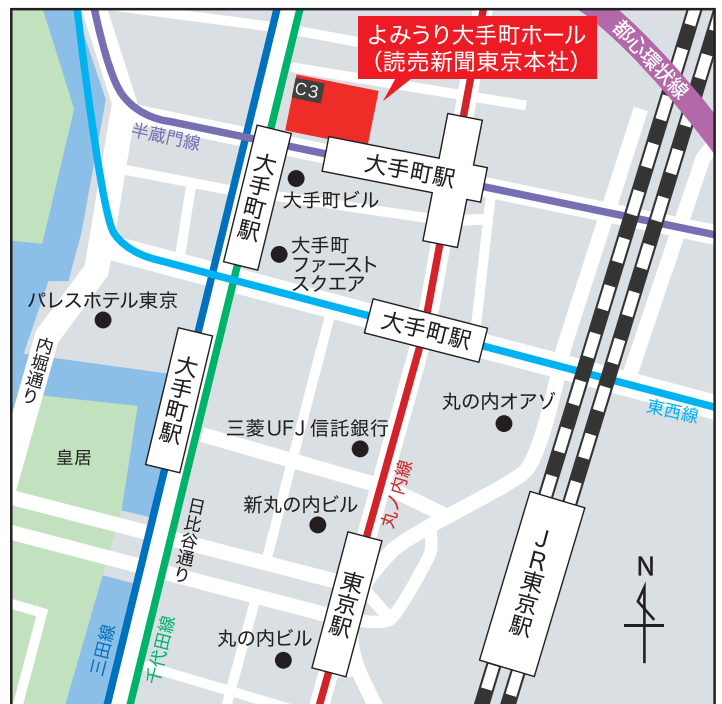 よみうり大手町ホール
（読売新聞東京本社）
都心環状線
C3
半蔵門線
大手町駅
大手町駅
大手町ビル
大手町
ファースト
スクエア
パレスホテル東京
大手町駅
内堀通り
大手町駅
丸の内オアゾ
東西線
三菱UFJ信託銀行
皇居
丸ノ内線
新丸の内ビル
日比谷通り
JR東京駅
東京駅
N
丸の内ビル
三田線
千代田線